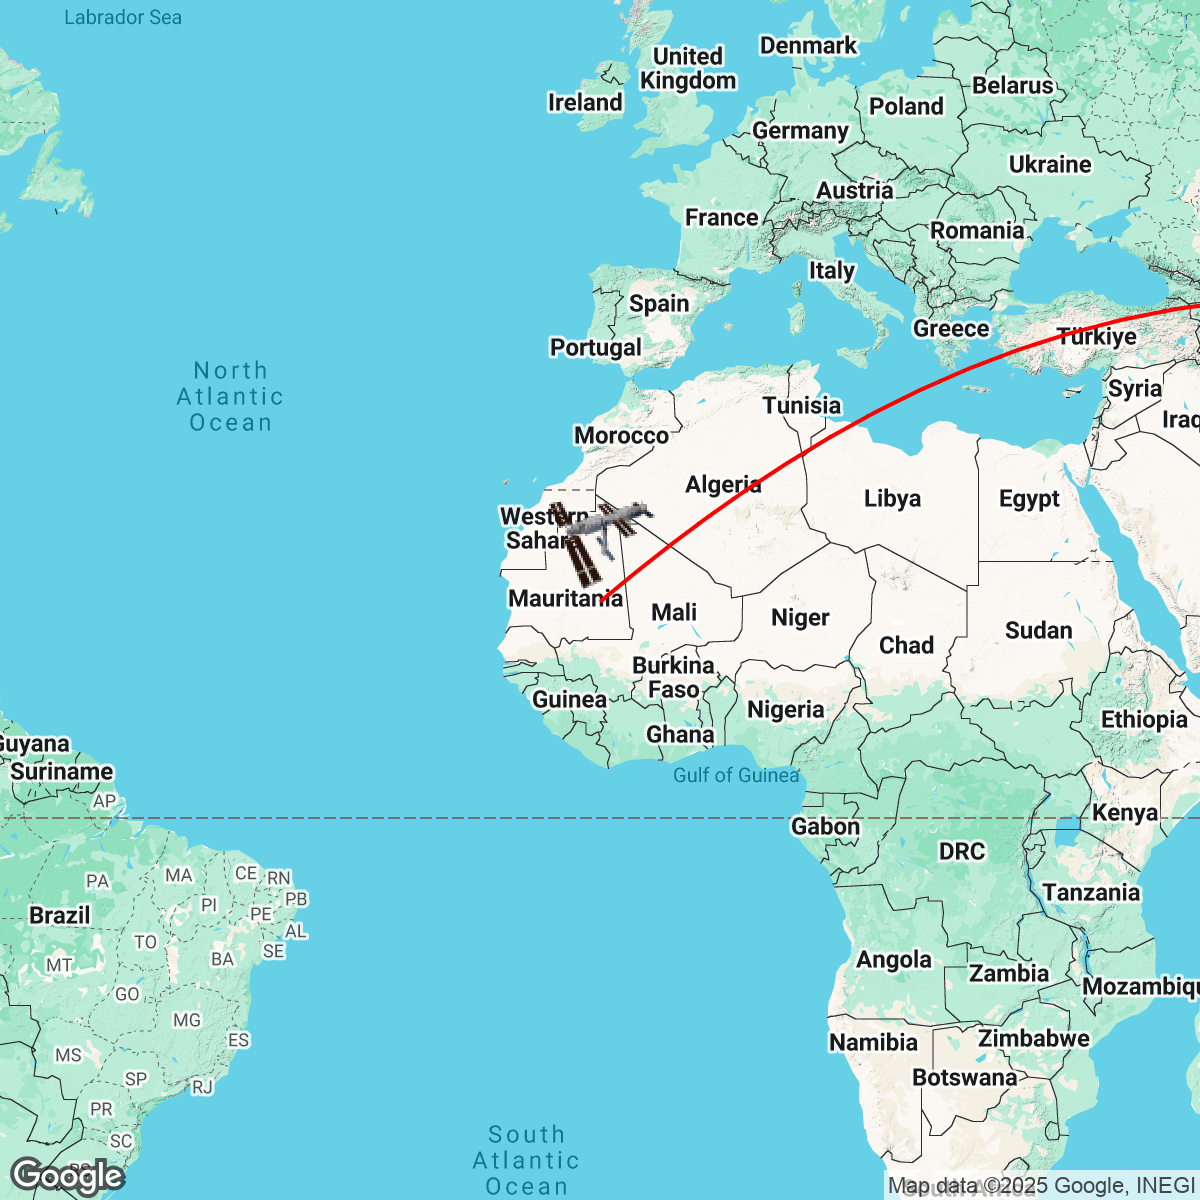 Labrador Sea
Denmark
United
Kingdom
Ireland
Belarus
Poland
Germany
Ukraine
Austria
France
Romania
Italy
Spain
Greece
Türkiye
Portugal
North
Atlantic
Ocean
Syria
Tunisia
Iraq
Morocco
Algeria
Libya
Egypt
Western
Sahara
Mauritania
Mali
Niger
Sudan
Chad
Burkina
Faso
Guinea
Nigeria
Ethiopia
Ghana
Guyana
Suriname
Gulf of Guinea
AP
Kenya
Gabon
DRC
MA
CE
RN
PA
PI
PB
PE
Tanzania
Brazil
AL
TO
SE
BA
MT
Angola
Zambia
Mozambiqu
GO
MG
ES
Namibia
Zimbabwe
MS
SP
RJ
Botswana
PR
SC
South
Atlantic
Ocean
RS
Google
South Africa
Map data ©2025 Google, INEGI